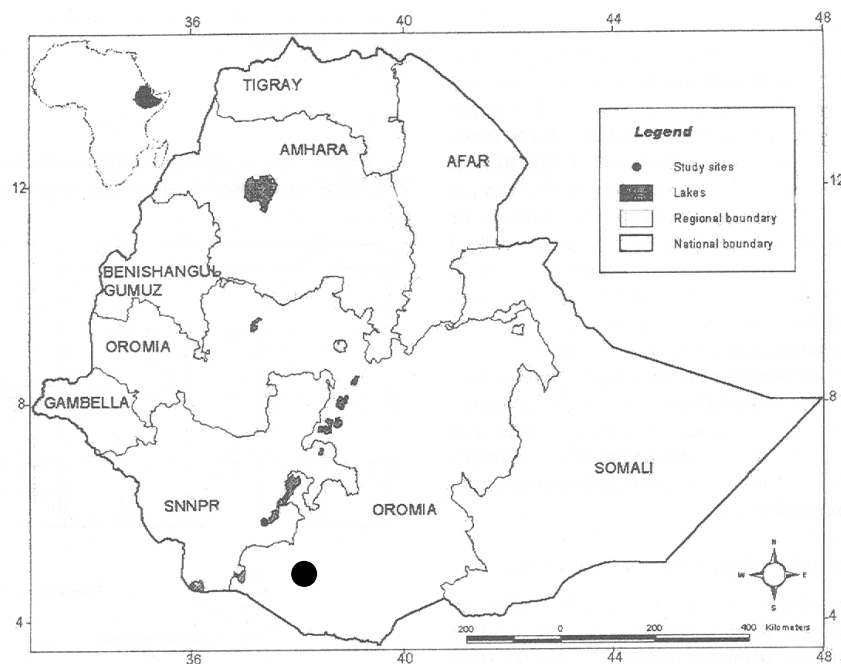 36
40
44
48
TIGRAY
AMHARA
AFAR
Legend
Study sites
Lakes
Regional boundary
National boundary
12
12
BENISHANGUL
GUMUZ
OROMIA
GAMBELLA
8
8
SNNPR
OROMIA
SOMALI
N
W
E
S
4
4
200
0
200
400
Kilometers
36
40
44
48